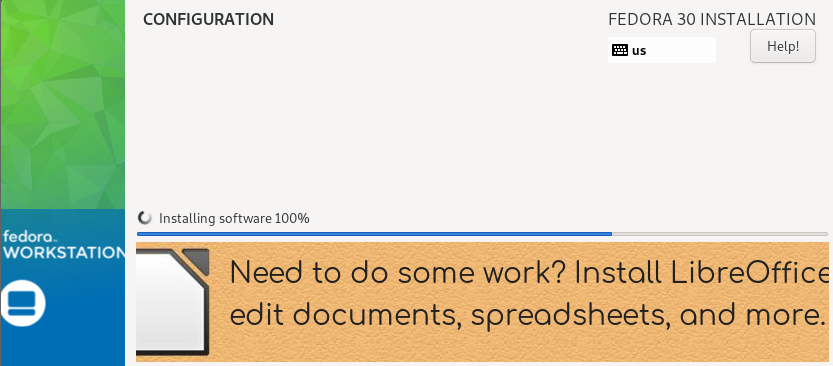 CONFIGURATION
FEDORA 30 INSTALLATION
us
Help!
Installing software 100%
fedora
WORKSTATION
Need to do some work? Install LibreOffice
edit documents, spreadsheets, and more.